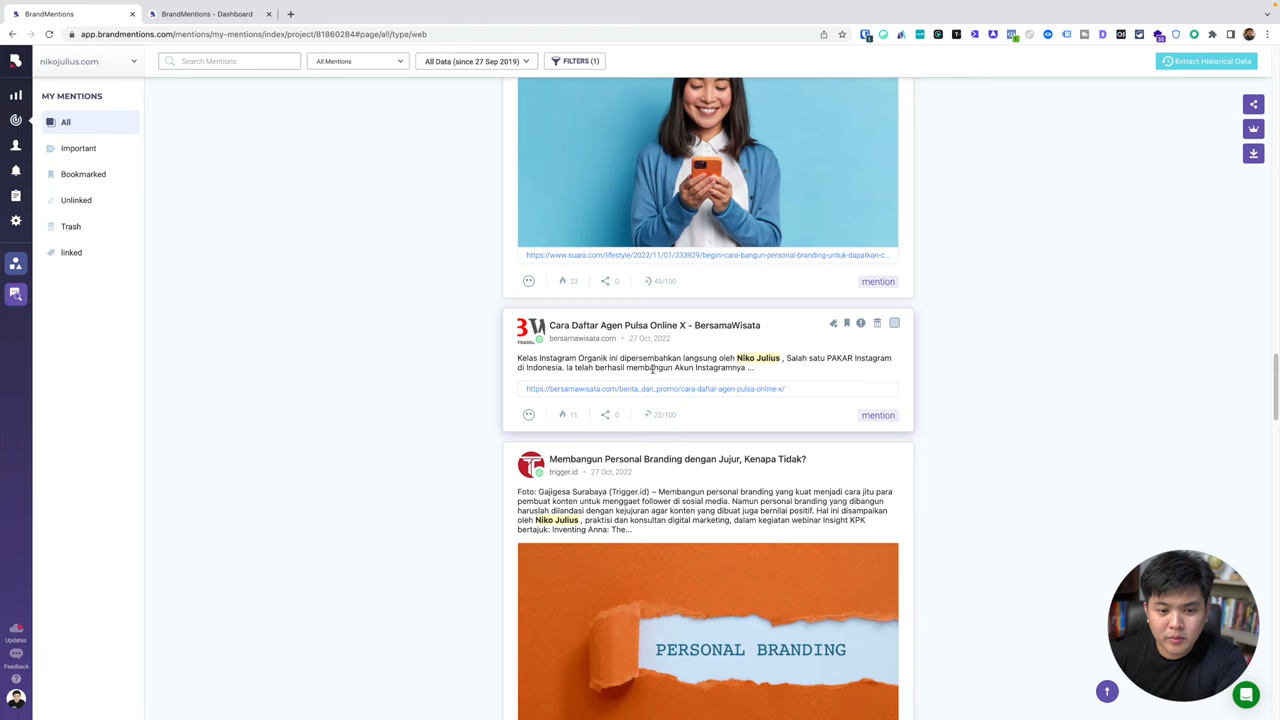 BrandMentions
BrandMentions - Dashboard
app.brandmentions.com/mentions/my-mentions/index/project/81860284#page/all/type/web
nikojulius.com
Search Mentions
All Mentions
All Data (since 27 Sep 2019)
FILTERS (1)
Extract Historical Data
MY MENTIONS
All
Important
Bookmarked
Unlinked
Trash
linked
https://www.suara.com/lifestyle/2022/11/01/233929/begini-cara-bangun-personal-branding-untuk-dapatkan-c...
23
0
45/100
mention
Cara Daftar Agen Pulsa Online X - BersamaWisata
bersamawisata.com • 27 Oct, 2022
Kelas Instagram Organik ini dipersembahkan langsung oleh Niko Julius , Salah satu PAKAR Instagram
di Indonesia. Ia telah berhasil membangun Akun Instagramnya ...
https://bersamawisata.com/berita_dan_promo/cara-daftar-agen-pulsa-online-x/
11
0
22/100
mention
Membangun Personal Branding dengan Jujur, Kenapa Tidak?
trigger.id • 27 Oct, 2022
Foto: Gajigesa Surabaya (Trigger.id) – Membangun personal branding yang kuat menjadi cara jitu para
pembuat konten untuk menggaet follower di sosial media. Namun personal branding yang dibangun
haruslah dilandasi dengan kejujuran agar konten yang dibuat juga bernilai positif. Hal ini disampaikan
oleh Niko Julius , praktisi dan konsultan digital marketing, dalam kegiatan webinar Insight KPK
bertajuk: Inventing Anna: The...
PERSONAL BRANDING
Updates
Feedback